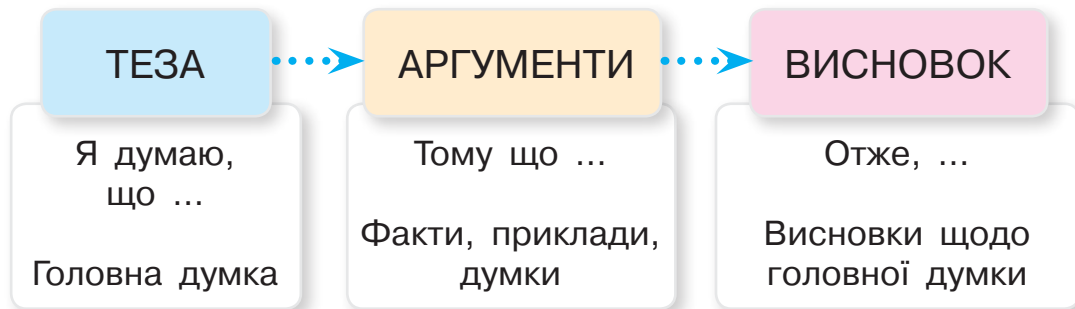 ТЕЗА
Я думаю,
що ...
Головна думка
АРГУМЕНТИ
Тому що ...
Факти, приклади,
думки
ВИСНОВОК
Отже, ...
Висновки щодо
головної думки